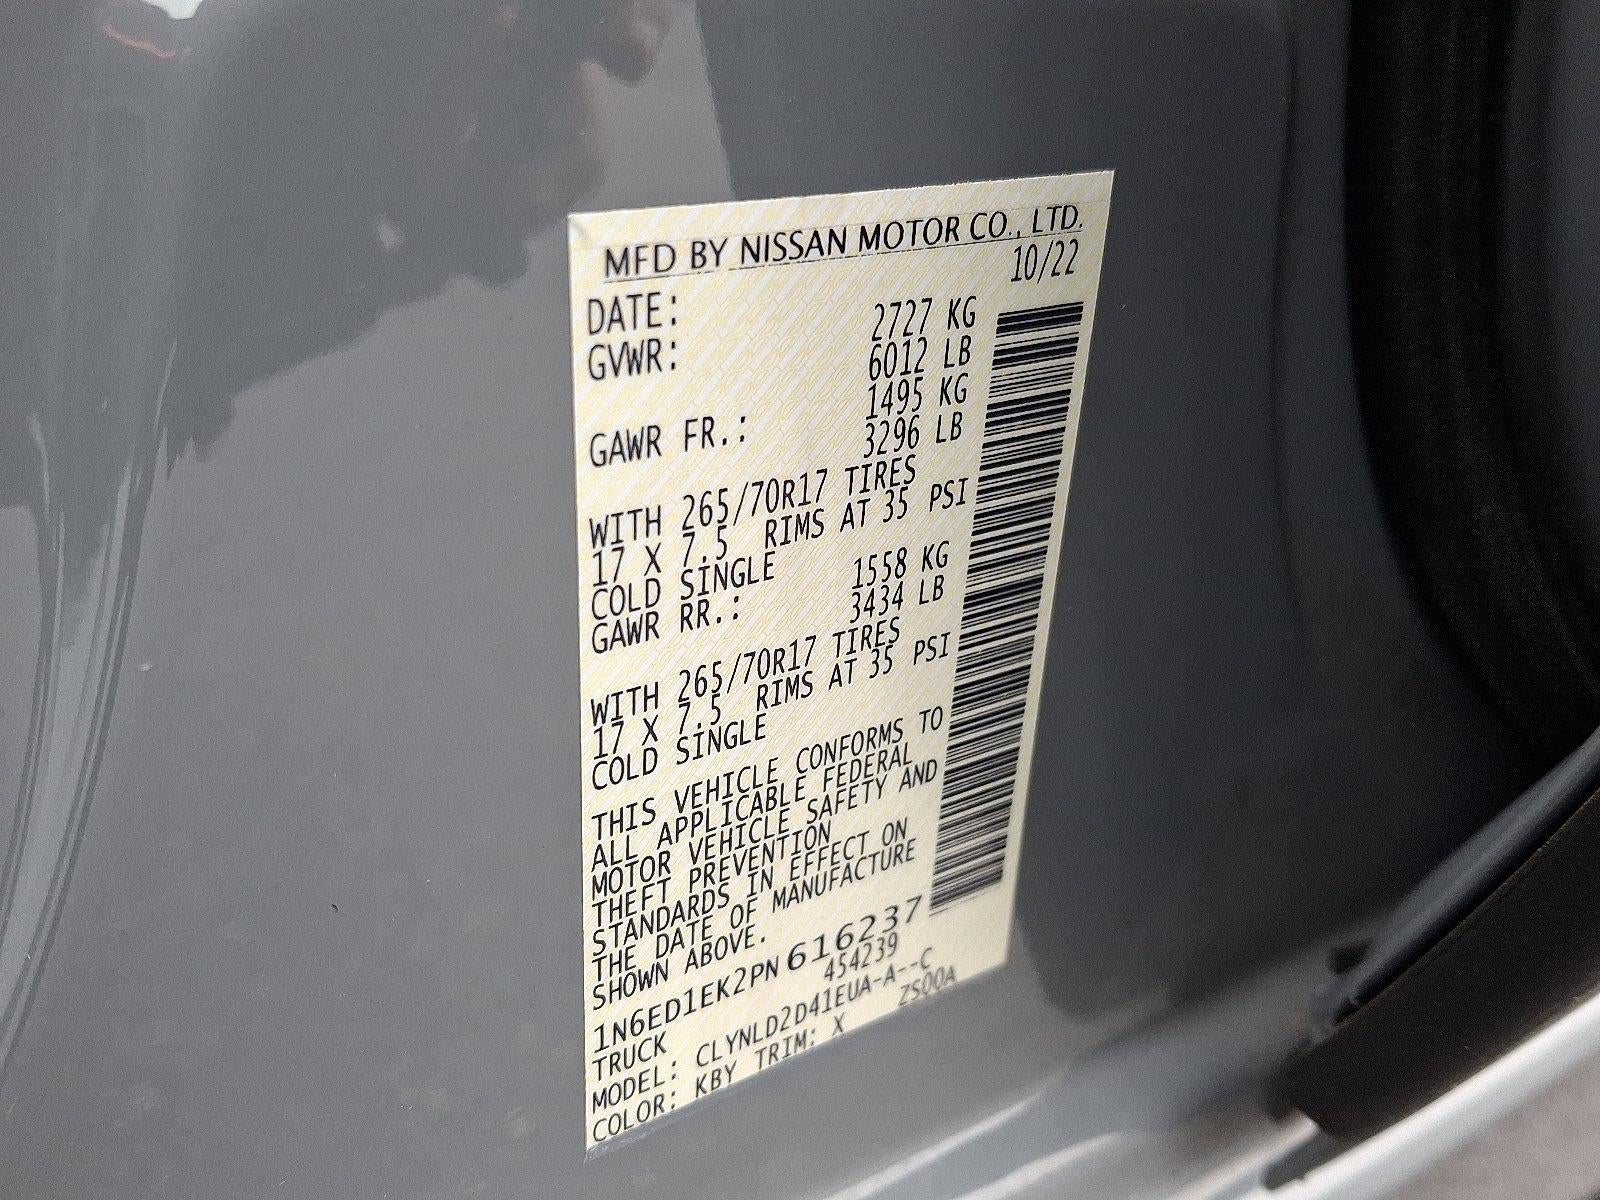 MFD BY NISSAN MOTOR CO., LTD.
DATE: 10/22
GVWR: 2727 KG
6012 LB
GAWR FR.: 1495 KG
3296 LB
WITH 265/70R17 TIRES
17 X 7.5 RIMS AT 35 PSI
COLD SINGLE
GAWR RR.: 1558 KG
3434 LB
WITH 265/70R17 TIRES
17 X 7.5 RIMS AT 35 PSI
COLD SINGLE
THIS VEHICLE CONFORMS TO
ALL APPLICABLE FEDERAL
MOTOR VEHICLE SAFETY AND
THEFT PREVENTION
STANDARDS IN EFFECT ON
THE DATE OF MANUFACTURE
SHOWN ABOVE.
1N6ED1EK2PN616237
TRUCK 454239
MODEL: CLYNLD2D41EUA-A--C
COLOR: KBY TRIM: X ZS00A